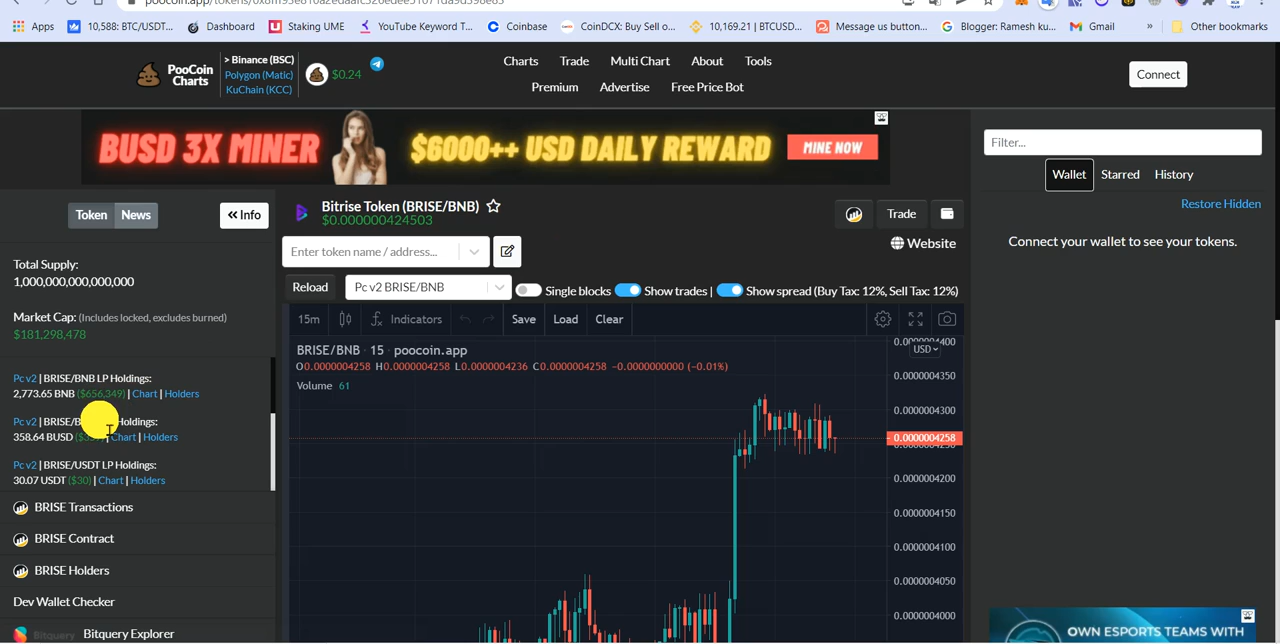 poocoin.app/tokens/0x8fff93e810a2edaafc326edee51071da9d398e83
Apps
10,588: BTC/USDT...
Dashboard
Staking UME
YouTube Keyword T...
Coinbase
CoinDCX: Buy Sell o...
10,169.21 | BTCUSD...
Message us button...
Blogger: Ramesh ku...
Gmail
»
Other bookmarks
PooCoin
Charts
> Binance (BSC)
Polygon (Matic)
KuChain (KCC)
$0.24
Charts
Trade
Multi Chart
About
Tools
Premium
Advertise
Free Price Bot
Connect
BUSD 3X MINER
$6000++ USD DAILY REWARD
MINE NOW
Filter...
Wallet
Starred
History
Restore Hidden
Connect your wallet to see your tokens.
Token
News
« Info
Total Supply:
1,000,000,000,000,000
Market Cap: (Includes locked, excludes burned)
$181,298,478
Pc v2 | BRISE/BNB LP Holdings:
2,773.65 BNB ($656,349) | Chart | Holders
Pc v2 | BRISE/B Holdings:
358.64 BUSD | Chart | Holders
Pc v2 | BRISE/USDT LP Holdings:
30.07 USDT ($30) | Chart | Holders
BRISE Transactions
BRISE Contract
BRISE Holders
Dev Wallet Checker
Bitquery Bitquery Explorer
Bitrise Token (BRISE/BNB)
$0.000000424503
Trade
Enter token name / address...
Website
Reload
Pc v2 BRISE/BNB
Single blocks
Show trades |
Show spread (Buy Tax: 12%, Sell Tax: 12%)
15m
Indicators
Save
Load
Clear
BRISE/BNB · 15 · poocoin.app
O0.0000004258 H0.0000004258 L0.0000004236 C0.0000004258 −0.0000000000 (−0.01%)
Volume 61
USD
0.0000004350
0.0000004300
0.0000004258
0.0000004200
0.0000004150
0.0000004100
0.0000004050
0.0000004000
OWN ESPORTS TEAMS WITH